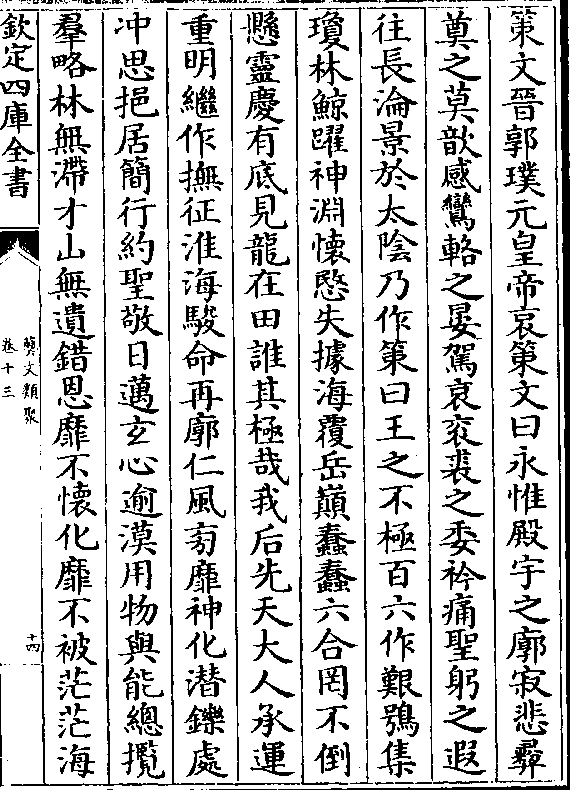 策文晉郭璞元皇帝哀策文曰永惟殿宇之廓寂悲彛
奠之莫歆感鸞輅之晏駕哀衮裘之委衿痛聖躬之遐
往長淪景於太陰乃作策曰王之不極百六作艱鴞集
瓊林鯨躍神淵懷愍失據海覆岳巔蠢蠢六合罔不倒
懸靈慶有底見龍在田誰其極哉我后先天大人承運
重明繼作撫征淮海駿命再廓仁風㫄靡神化潛鑠處
冲思挹居簡行約聖敬日邁玄心逾漠用物與能總攬
羣略林無滯才山無遺錯恩靡不懷化靡不被茫茫海
欽定四庫全書
藝文類聚
卷十三
十四